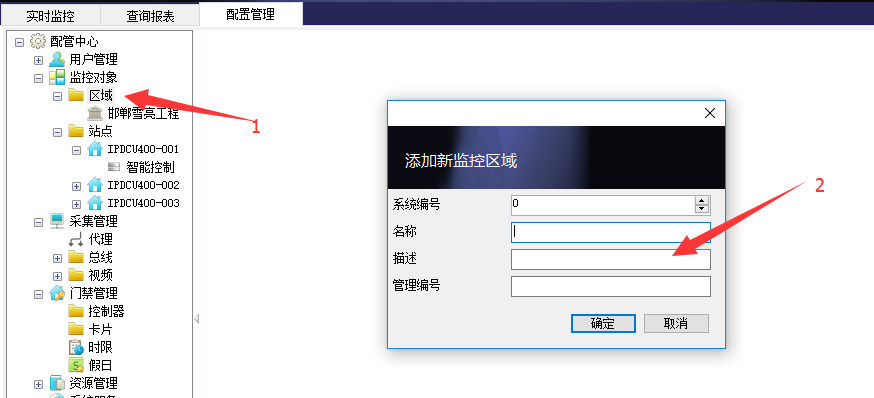 实时监控 查询报表 配置管理
配管中心
用户管理
监控对象
区域
邯郸雪亮工程
站点
IPDCU400-001
智能控制
IPDCU400-002
IPDCU400-003
采集管理
代理
总线
视频
门禁管理
控制器
卡片
时限
假日
资源管理
1
添加新监控区域
系统编号 0
名称
描述
管理编号
确定 取消
2